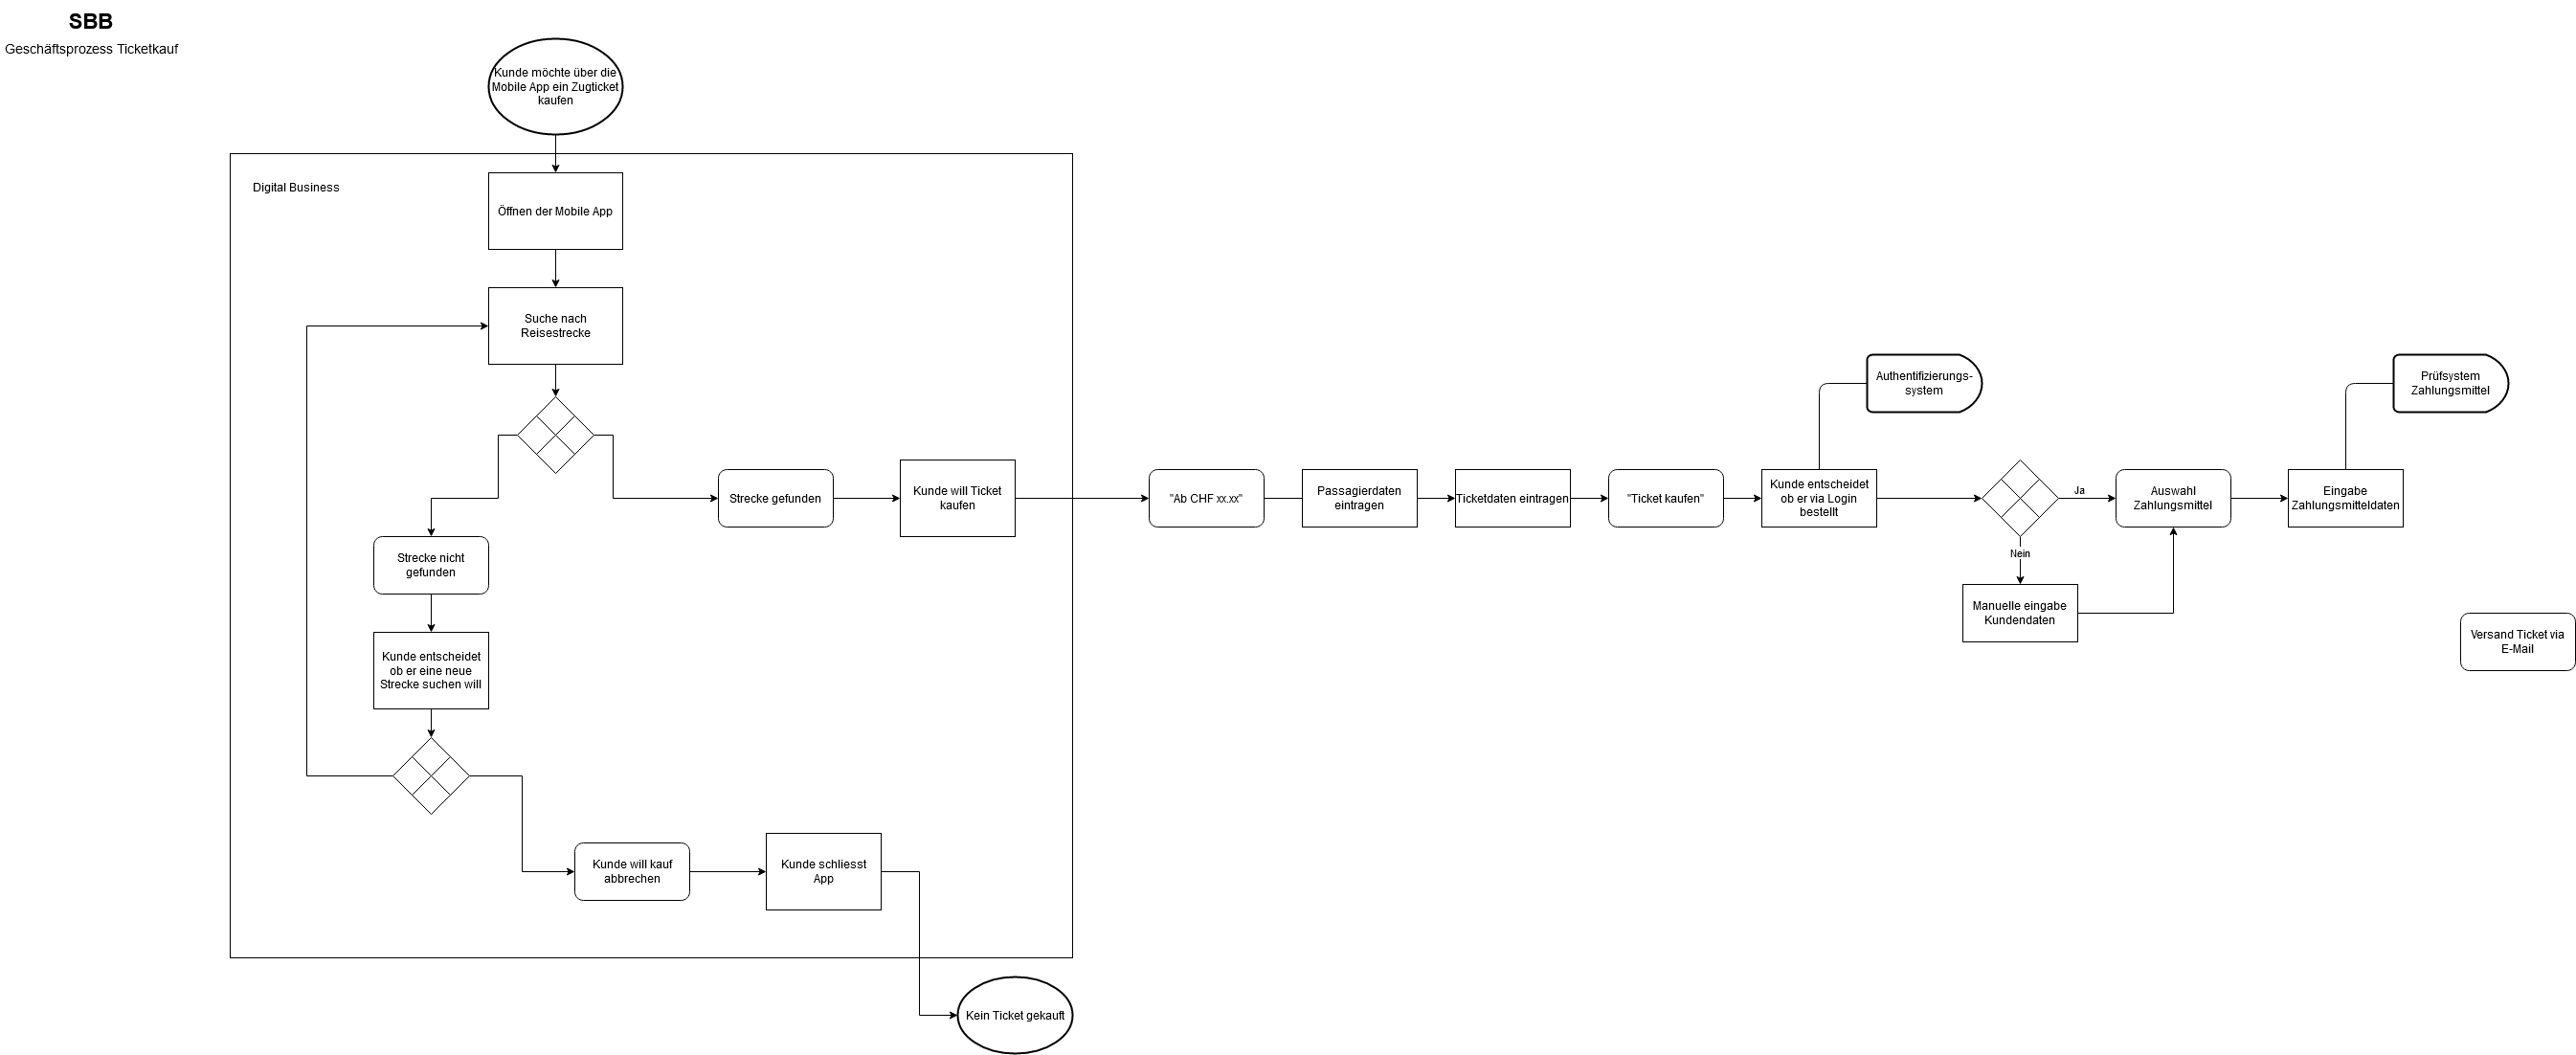 SBB
Geschäftsprozess Ticketkauf
Kunde möchte über die
Mobile App ein Zugticket
kaufen
Digital Business
Öffnen der Mobile App
Suche nach
Reisestrecke
Strecke gefunden
Kunde will Ticket
kaufen
Strecke nicht
gefunden
Kunde entscheidet
ob er eine neue
Strecke suchen will
Kunde will kauf
abbrechen
Kunde schliesst
App
Kein Ticket gekauft
"Ab CHF xx.xx"
Passagierdaten
eintragen
Ticketdaten eintragen
"Ticket kaufen"
Kunde entscheidet
ob er via Login
bestellt
Authentifizierungs-
system
Ja
Nein
Manuelle eingabe
Kundendaten
Auswahl
Zahlungsmittel
Eingabe
Zahlungsmitteldaten
Prüfsystem
Zahlungsmittel
Versand Ticket via
E-Mail